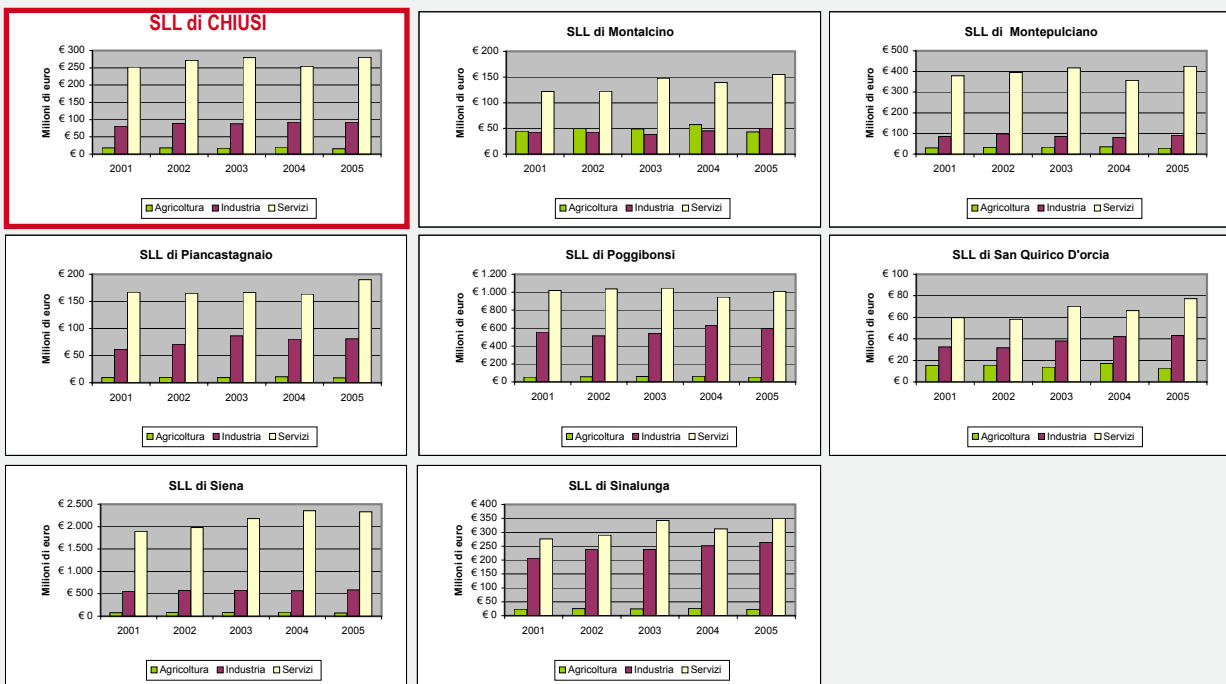 SLL di CHIUSI
Milioni di euro
€ 300
€ 250
€ 200
€ 150
€ 100
€ 50
€ 0
2001 2002 2003 2004 2005
Agricoltura Industria Servizi
SLL di Montalcino
Milioni di euro
€ 200
€ 150
€ 100
€ 50
€ 0
2001 2002 2003 2004 2005
Agricoltura Industria Servizi
SLL di Montepulciano
Milioni di euro
€ 500
€ 400
€ 300
€ 200
€ 100
€ 0
2001 2002 2003 2004 2005
Agricoltura Industria Servizi
SLL di Piancastagnaio
Milioni di euro
€ 200
€ 150
€ 100
€ 50
€ 0
2001 2002 2003 2004 2005
Agricoltura Industria Servizi
SLL di Poggibonsi
Milioni di euro
€ 1.200
€ 1.000
€ 800
€ 600
€ 400
€ 200
€ 0
2001 2002 2003 2004 2005
Agricoltura Industria Servizi
SLL di San Quirico D'orcia
Milioni di euro
€ 100
€ 80
€ 60
€ 40
€ 20
€ 0
2001 2002 2003 2004 2005
Agricoltura Industria Servizi
SLL di Siena
Milioni di euro
€ 2.500
€ 2.000
€ 1.500
€ 1.000
€ 500
€ 0
2001 2002 2003 2004 2005
Agricoltura Industria Servizi
SLL di Sinalunga
Milioni di euro
€ 400
€ 350
€ 300
€ 250
€ 200
€ 150
€ 100
€ 50
€ 0
2001 2002 2003 2004 2005
Agricoltura Industria Servizi